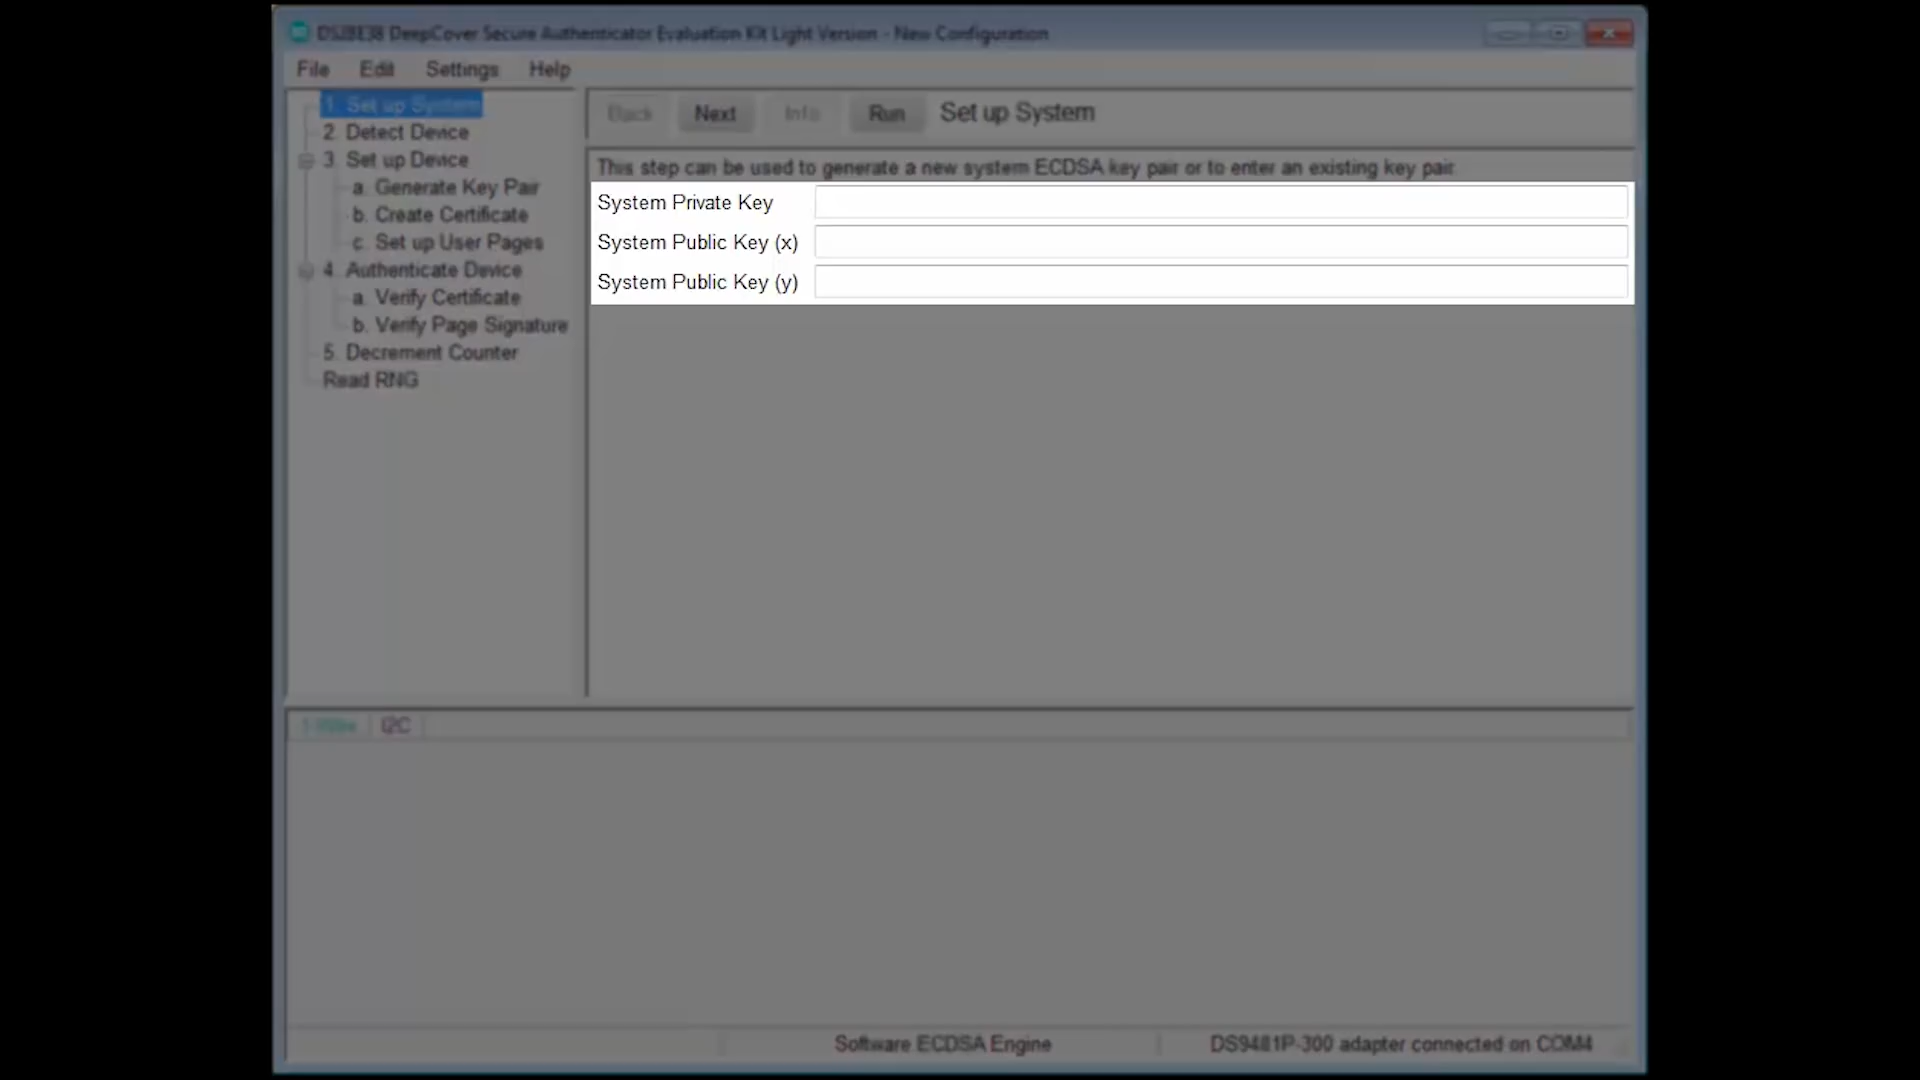 DS28E38 DeepCover Secure Authenticator Evaluation Kit Light Version - New Configuration
File Edit Settings Help
1. Set up System
2. Detect Device
3. Set up Device
a. Generate Key Pair
b. Create Certificate
c. Set up User Pages
4. Authenticate Device
a. Verify Certificate
b. Verify Page Signature
5. Decrement Counter
Read RNG
Back Next Info Run Set up System
This step can be used to generate a new system ECDSA key pair or to enter an existing key pair.
System Private Key
System Public Key (x)
System Public Key (y)
1-Wire I2C
Software ECDSA Engine
DS9481P-300 adapter connected on COM4